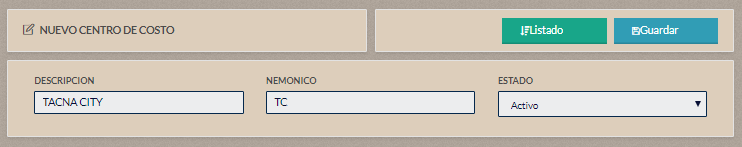 NUEVO CENTRO DE COSTO
Listado
Guardar
DESCRIPCION
NEMONICO
ESTADO
TACNA CITY
TC
Activo